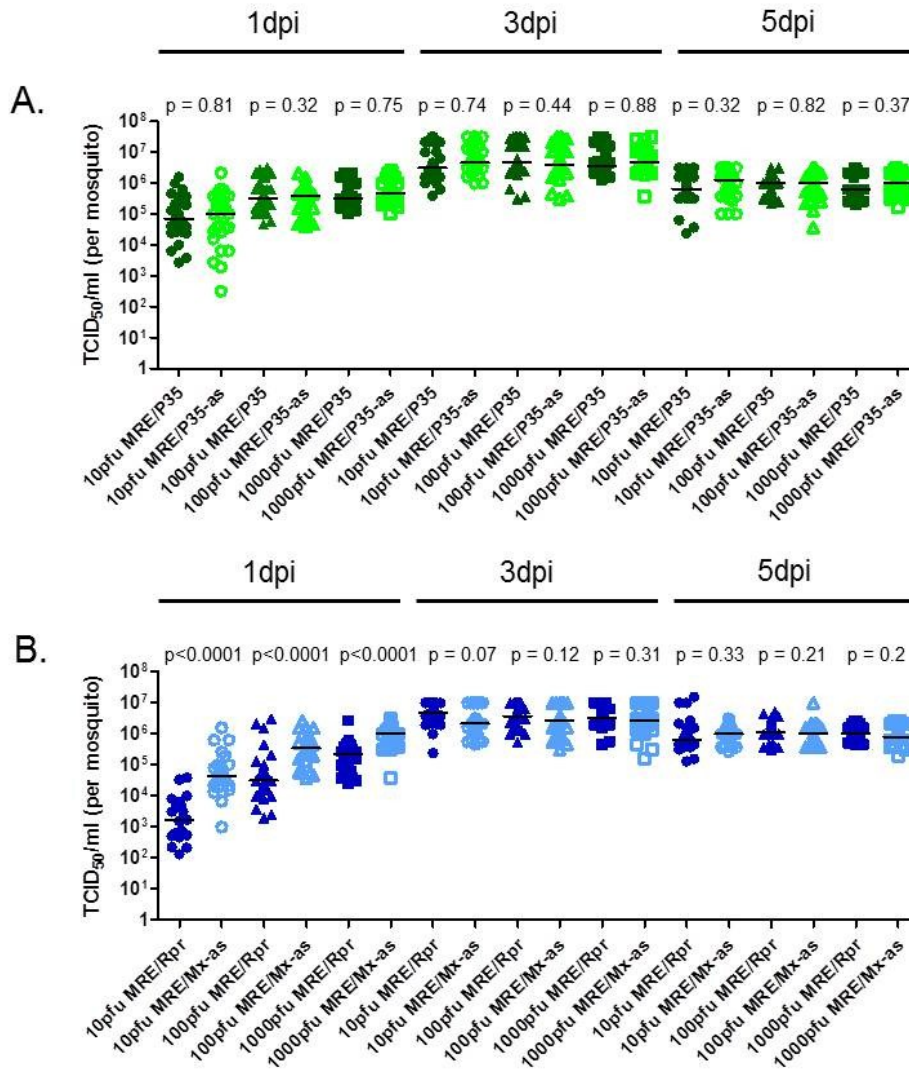 1dpi 3dpi 5dpi
A.
p = 0.81 p = 0.32 p = 0.75 p = 0.74 p = 0.44 p = 0.88 p = 0.32 p = 0.82 p = 0.37
TCID50/ml (per mosquito)
10^8
10^7
10^6
10^5
10^4
10^3
10^2
10^1
1
10pfu MRE/P35
10pfu MRE/P35-as
100pfu MRE/P35
100pfu MRE/P35-as
1000pfu MRE/P35
1000pfu MRE/P35-as
10pfu MRE/P35
10pfu MRE/P35-as
100pfu MRE/P35
100pfu MRE/P35-as
1000pfu MRE/P35
1000pfu MRE/P35-as
10pfu MRE/P35
10pfu MRE/P35-as
100pfu MRE/P35
100pfu MRE/P35-as
1000pfu MRE/P35
1000pfu MRE/P35-as
1dpi 3dpi 5dpi
B.
p<0.0001 p<0.0001 p<0.0001 p = 0.07 p = 0.12 p = 0.31 p = 0.33 p = 0.21 p = 0.2
TCID50/ml (per mosquito)
10^8
10^7
10^6
10^5
10^4
10^3
10^2
10^1
1
10pfu MRE/Rpr
10pfu MRE/Mx-as
100pfu MRE/Rpr
100pfu MRE/Mx-as
1000pfu MRE/Rpr
1000pfu MRE/Mx-as
10pfu MRE/Rpr
10pfu MRE/Mx-as
100pfu MRE/Rpr
100pfu MRE/Mx-as
1000pfu MRE/Rpr
1000pfu MRE/Mx-as
10pfu MRE/Rpr
10pfu MRE/Mx-as
100pfu MRE/Rpr
100pfu MRE/Mx-as
1000pfu MRE/Rpr
1000pfu MRE/Mx-as